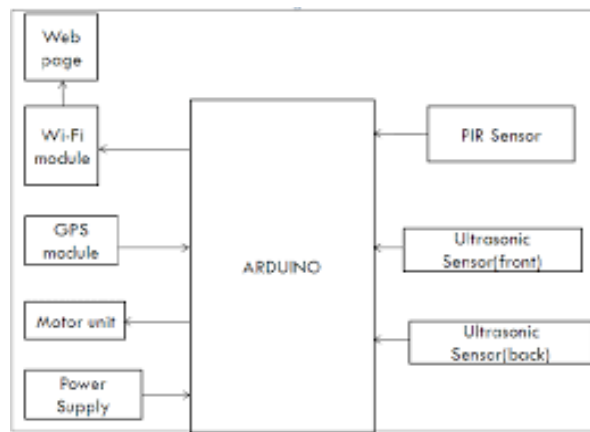 Web
page
Wi-Fi
module
GPS
module
Motor unit
Power
Supply
ARDUINO
PIR Sensor
Ultrasonic
Sensor(front)
Ultrasonic
Sensor(back)